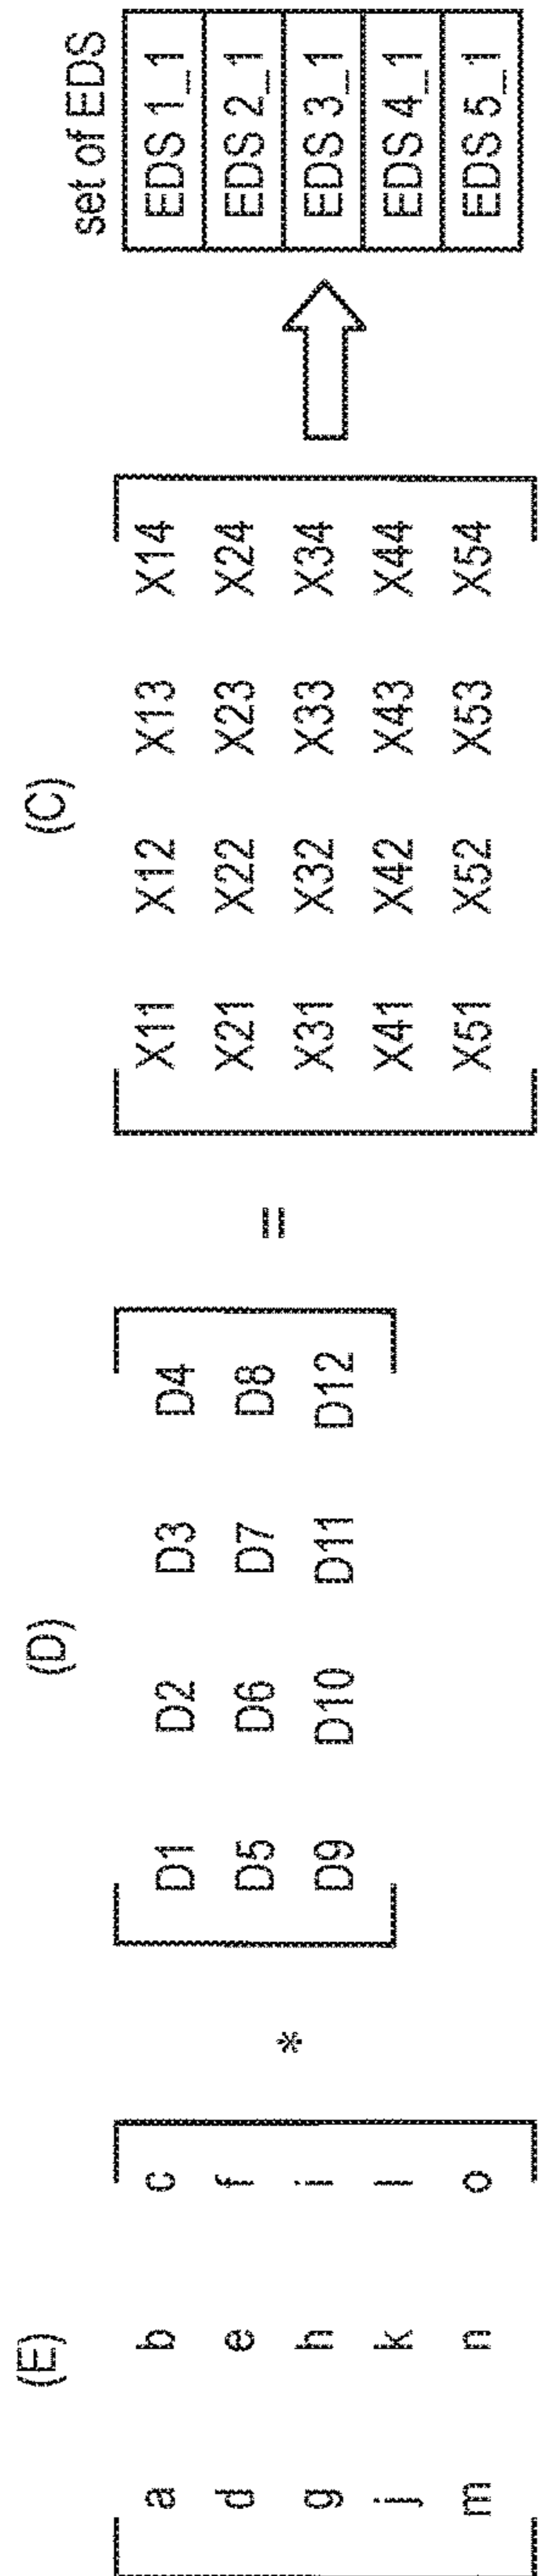 (E) (D) (C) set of EDS
a b c * D1 D2 D3 D4 = X11 X12 X13 X14 EDS 1_1
d e f D5 D6 D7 D8 X21 X22 X23 X24 EDS 2_1
g h i D9 D10 D11 D12 X31 X32 X33 X34 EDS 3_1
j k l X41 X42 X43 X44 EDS 4_1
m n o X51 X52 X53 X54 EDS 5_1